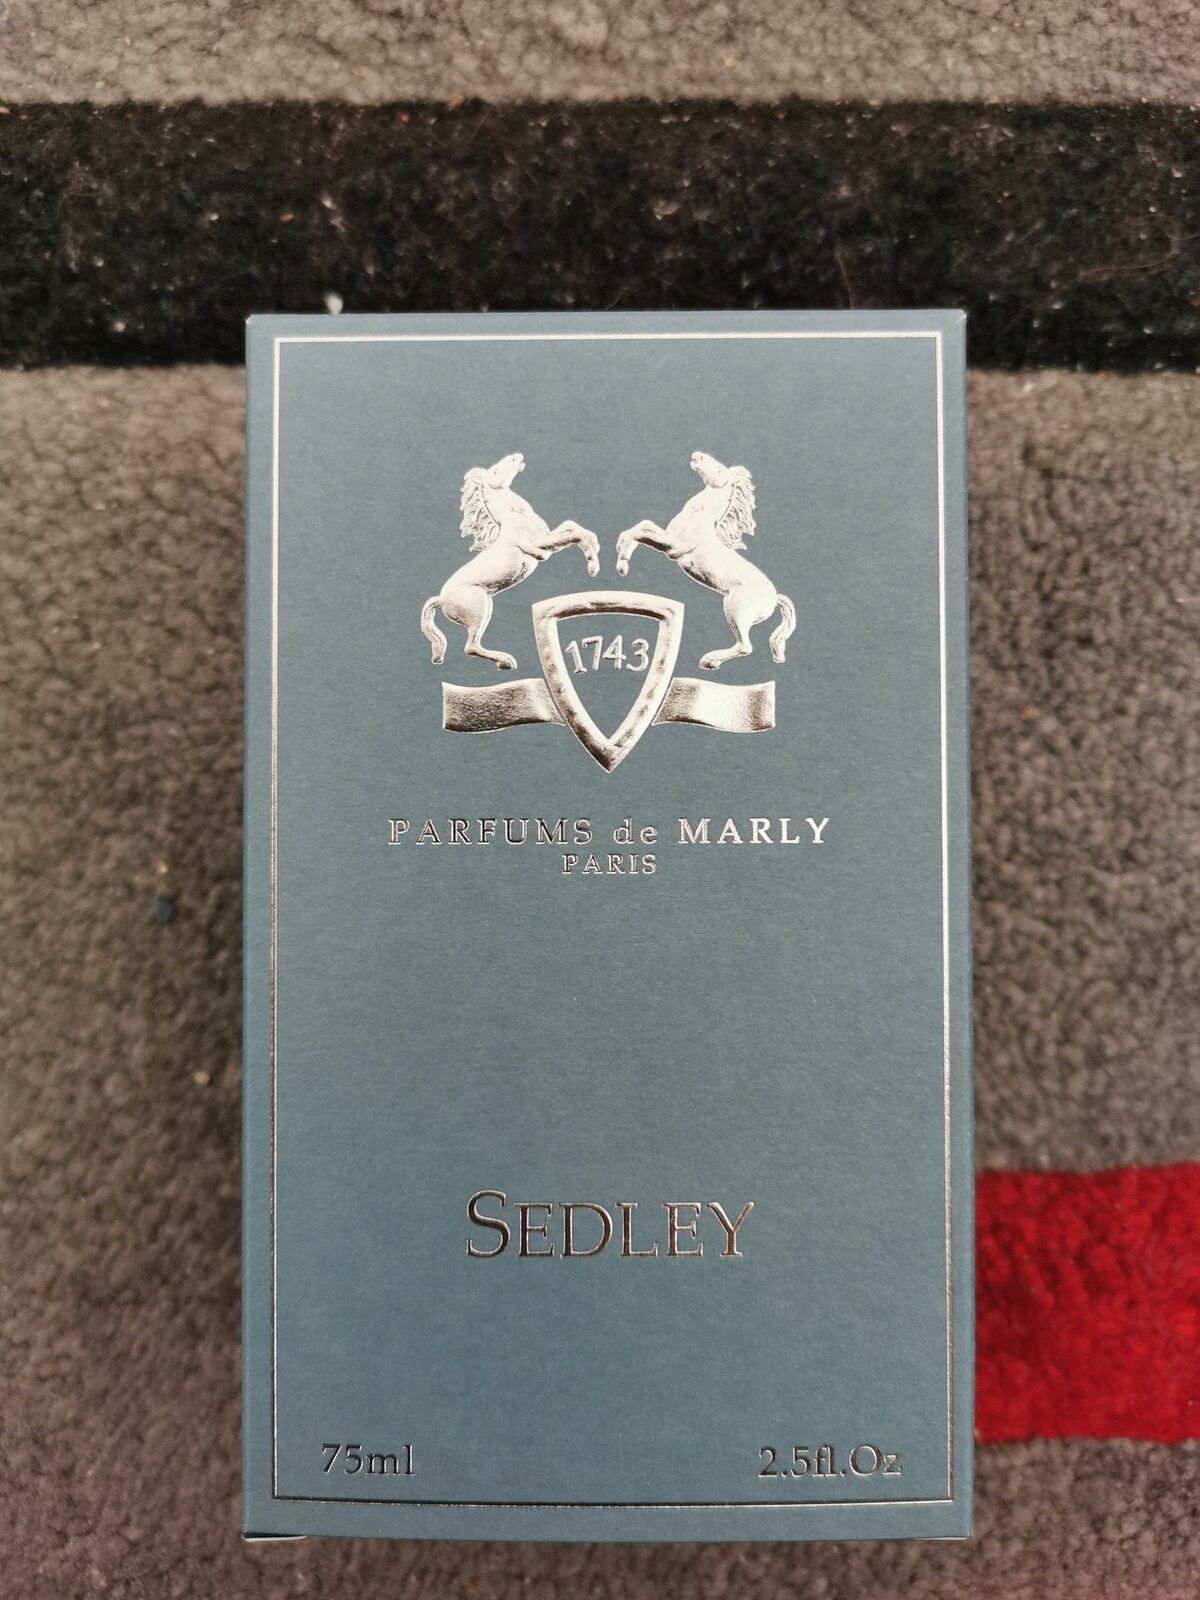 1743
PARFUMS de MARLY
PARIS
SEDLEY
75ml 2.5fl.Oz